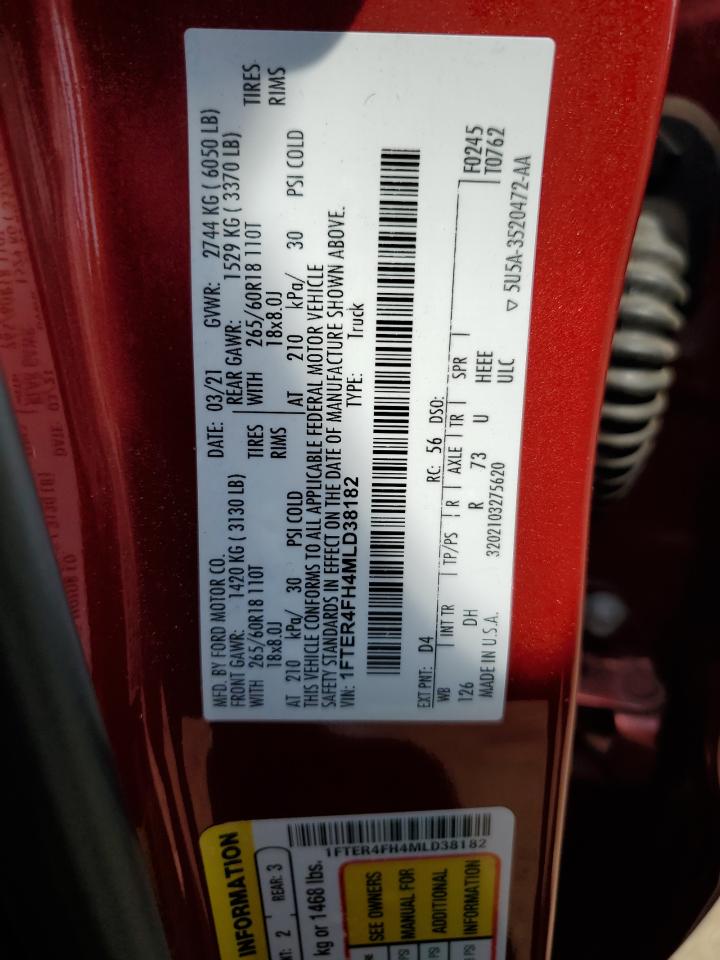 MFD. BY FORD MOTOR CO.
DATE: 03/21 GVWR: 2744 KG ( 6050 LB)
FRONT GAWR: 1420 KG ( 3130 LB) REAR GAWR: 1529 KG ( 3370 LB)
WITH 265/60R18 110T TIRES WITH 265/60R18 110T TIRES
18x8.0J RIMS 18x8.0J RIMS
AT 210 kPa/ 30 PSI COLD AT 210 kPa/ 30 PSI COLD
THIS VEHICLE CONFORMS TO ALL APPLICABLE FEDERAL MOTOR VEHICLE
SAFETY STANDARDS IN EFFECT ON THE DATE OF MANUFACTURE SHOWN ABOVE.
VIN: 1FTER4FH4MLD38182 TYPE: Truck
EXT PNT: D4 RC: 56 DSO: F0245
WB INT TR TP/PS R AXLE TR SPR T0762
126 DH R 73 U HEEE
MADE IN U.S.A. 3202103275620 ULC
▽ 5U5A-3520472-AA
INFORMATION
2 REAR: 3
kg or 1468 lbs.
1FTER4FH4MLD38182
SEE OWNERS
MANUAL FOR
ADDITIONAL
INFORMATION
PSI
PSI
PSI